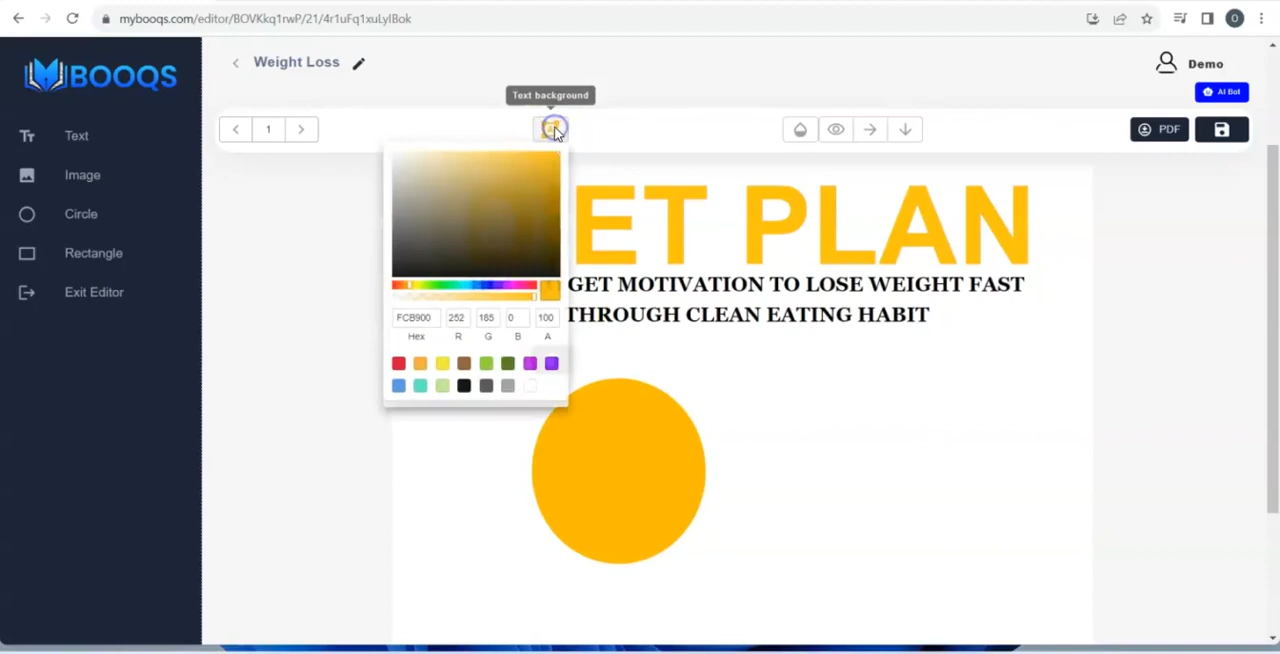 mybooqs.com/editor/BOVKkq1rwP/21/4r1uFq1xuLyIBok
O
BOOQS
Weight Loss
Demo
AI Bot
Text background
1
PDF
Text
Image
Circle
Rectangle
Exit Editor
ET PLAN
GET MOTIVATION TO LOSE WEIGHT FAST
THROUGH CLEAN EATING HABIT
FCB900 252 185 0 100
Hex R G B A